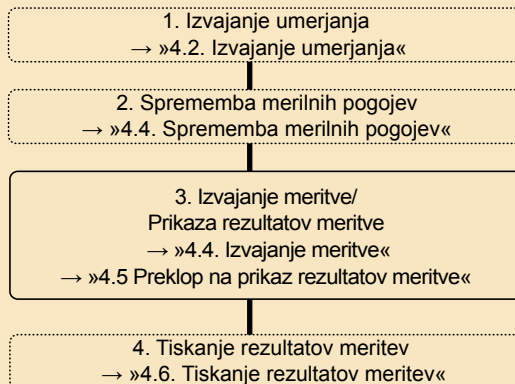 1. Izvajanje umerjanja
→ »4.2. Izvajanje umerjanja«
2. Sprememba merilnih pogojev
→ »4.4. Sprememba merilnih pogojev«
3. Izvajanje meritve/
Prikaza rezultatov meritve
→ »4.4. Izvajanje meritve«
→ »4.5 Preklop na prikaz rezultatov meritve«
4. Tiskanje rezultatov meritev
→ »4.6. Tiskanje rezultatov meritev«